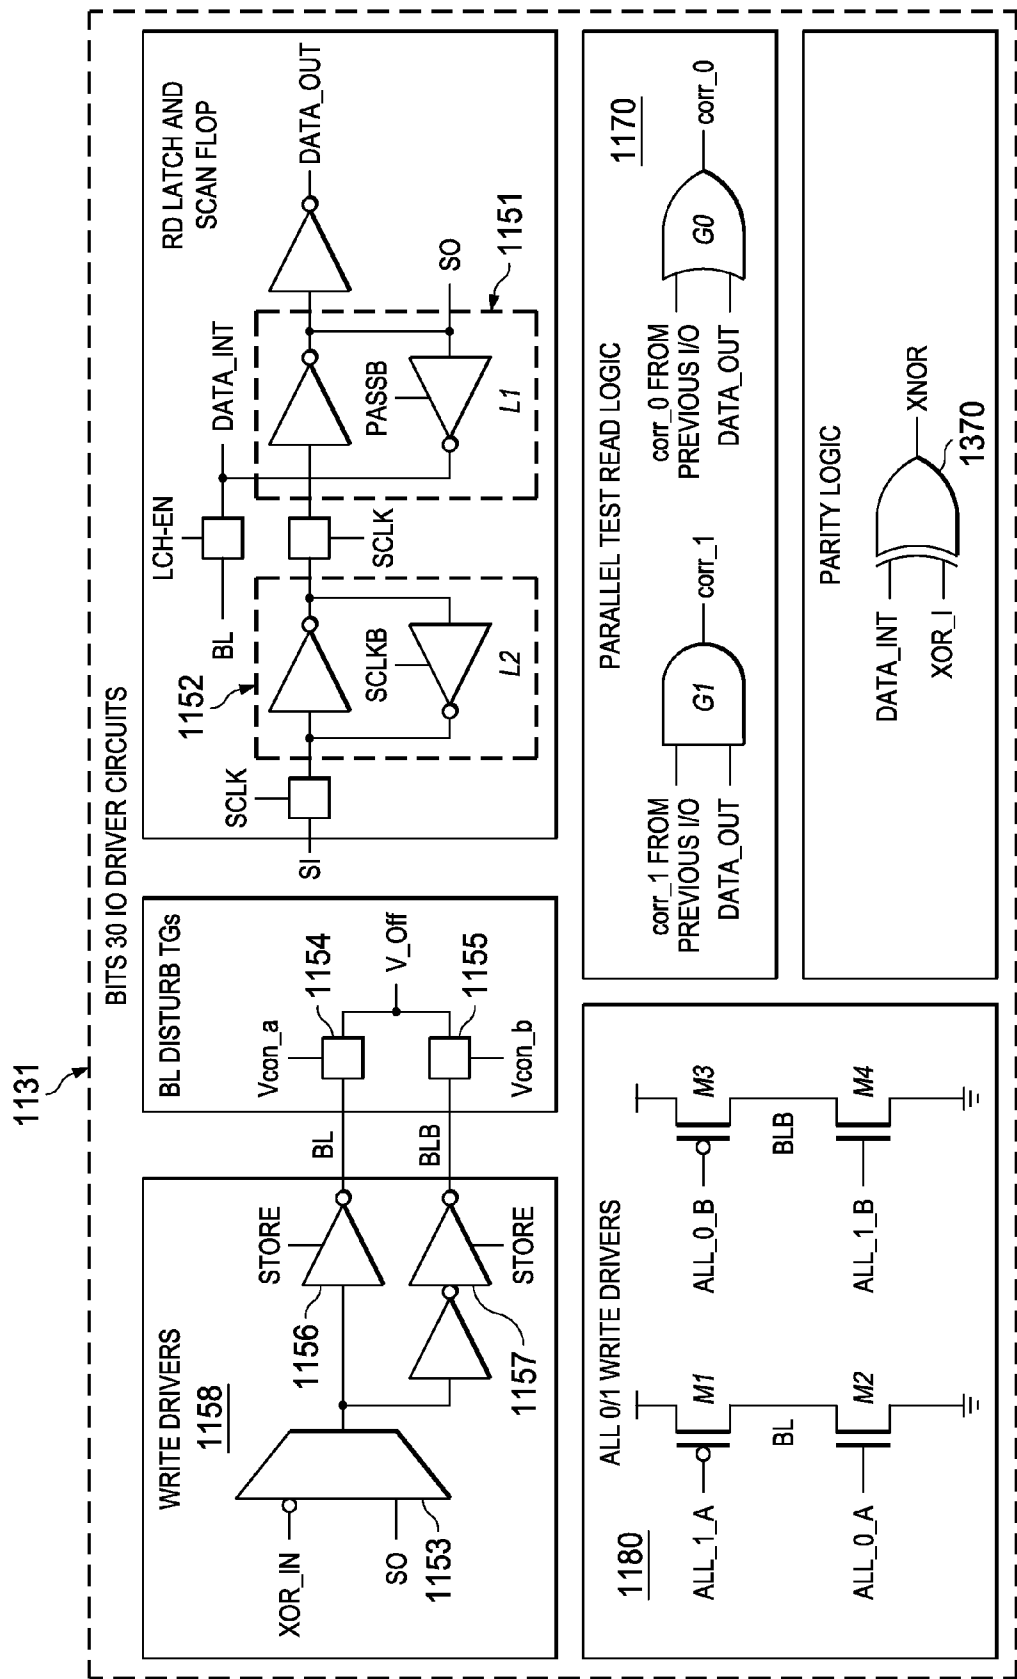 1131
BITS 30 IO DRIVER CIRCUITS
WRITE DRIVERS
1158
XOR_IN
SO
1153
STORE
1156
STORE
1157
BL
BLB
BL DISTURB TGs
Vcon_a
1154
V_Off
1155
Vcon_b
RD LATCH AND
SCAN FLOP
SI
SCLK
1152
SCLKB
L2
BL
LCH-EN
DATA_INT
SCLK
PASSB
L1
SO
1151
DATA_OUT
ALL 0/1 WRITE DRIVERS
1180
ALL_1_A
M1
BL
ALL_0_A
M2
ALL_0_B
M3
BLB
ALL_1_B
M4
PARALLEL TEST READ LOGIC
1170
corr_1 FROM
PREVIOUS I/O
DATA_OUT
G1
corr_1
corr_0 FROM
PREVIOUS I/O
DATA_OUT
G0
corr_0
PARITY LOGIC
DATA_INT
XOR_I
XNOR
1370